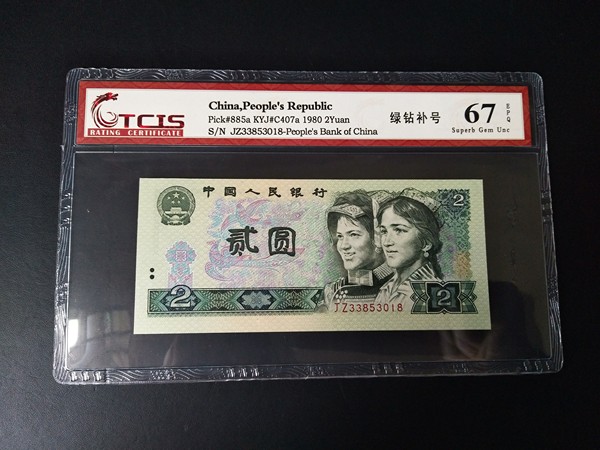 TCIS
RATING CERTIFICATE
China,People's Republic
Pick#885a KYJ#C407a 1980 2Yuan
S/N JZ33853018-People's Bank of China
绿钻补号
67
EPQ
Superb Gem Unc
中国人民银行
2
贰圆
2
2
JZ33853018